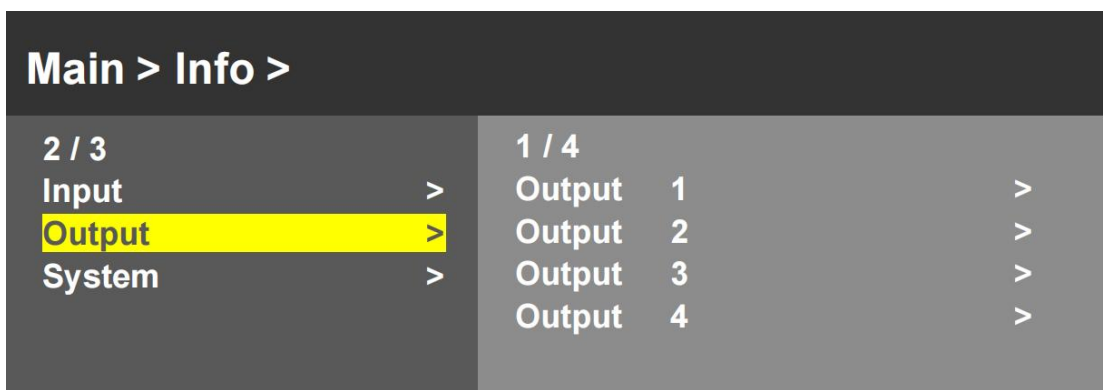 Main > Info >
2 / 3
Input >
Output >
System >
1 / 4
Output 1 >
Output 2 >
Output 3 >
Output 4 >